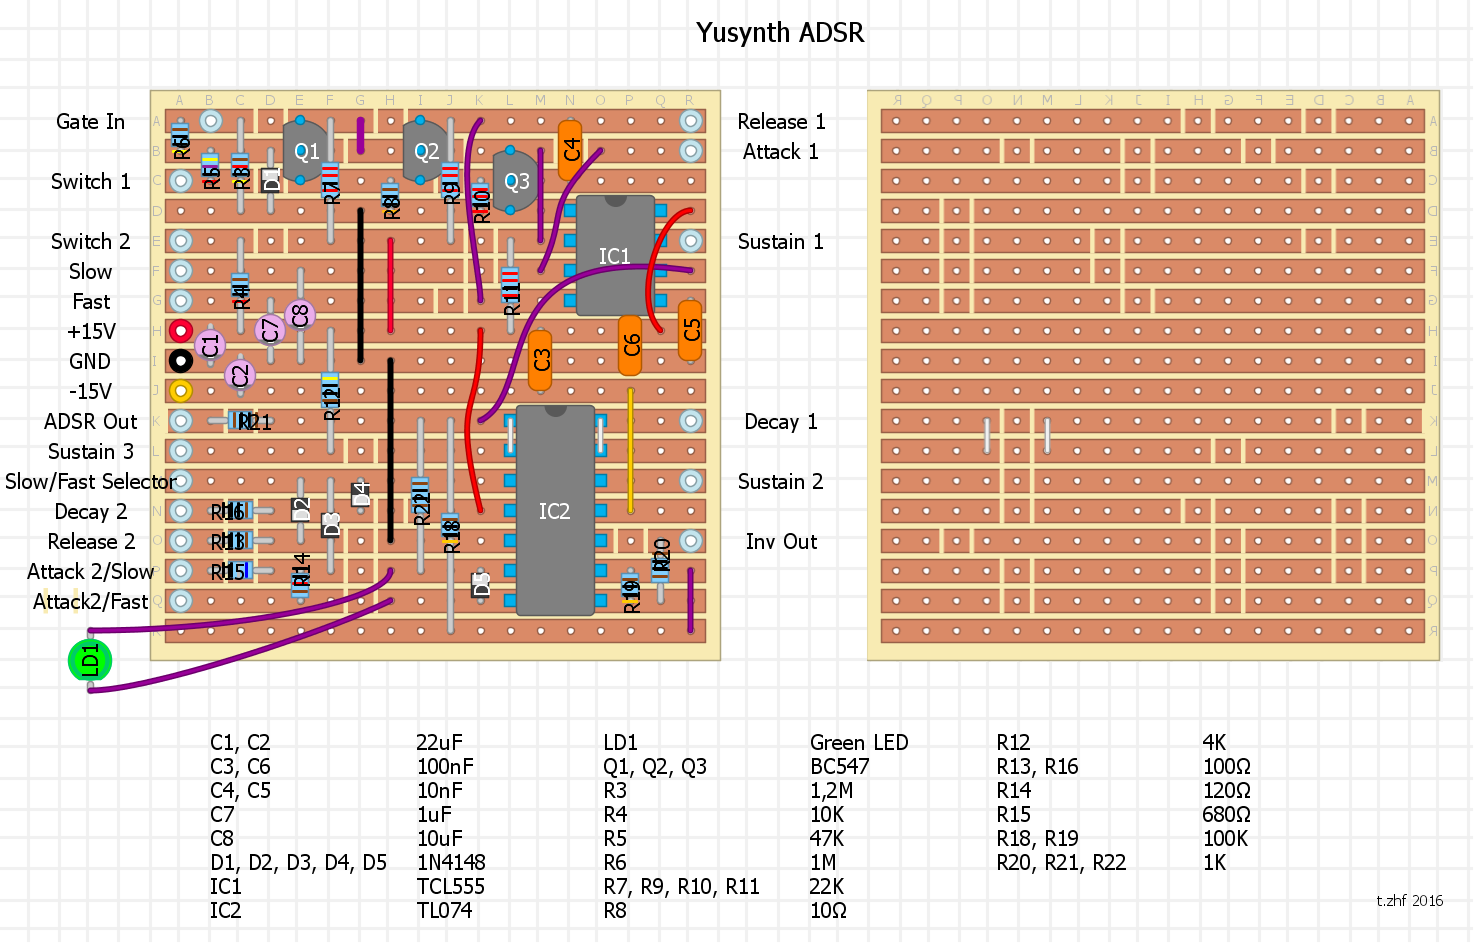 Yusynth ADSR
A B C D E F G H I J K L M N O P Q R
R Q P O N M L K J I H G F E D C B A
Gate In
Release 1
Attack 1
Switch 1
Switch 2
Sustain 1
Slow
Fast
+15V
GND
-15V
ADSR Out
Decay 1
Sustain 3
Slow/Fast Selector
Sustain 2
Decay 2
Release 2
Inv Out
Attack 2/Slow
Attack2/Fast
R6
R5
R3
D1
Q1
R7
R8
Q2
R9
R10
Q3
C4
IC1
R4
C1
C2
C7
C8
R12
R11
C3
C6
C5
R21
R16
R13
R15
D2
D3
D4
R14
R22
R18
D5
IC2
R19
R20
LD1
C1, C2 22uF LD1 Green LED R12 4K
C3, C6 100nF Q1, Q2, Q3 BC547 R13, R16 100Ω
C4, C5 10nF R3 1,2M R14 120Ω
C7 1uF R4 10K R15 680Ω
C8 10uF R5 47K R18, R19 100K
D1, D2, D3, D4, D5 1N4148 R6 1M R20, R21, R22 1K
IC1 TCL555 R7, R9, R10, R11 22K
IC2 TL074 R8 10Ω
t.zhf 2016